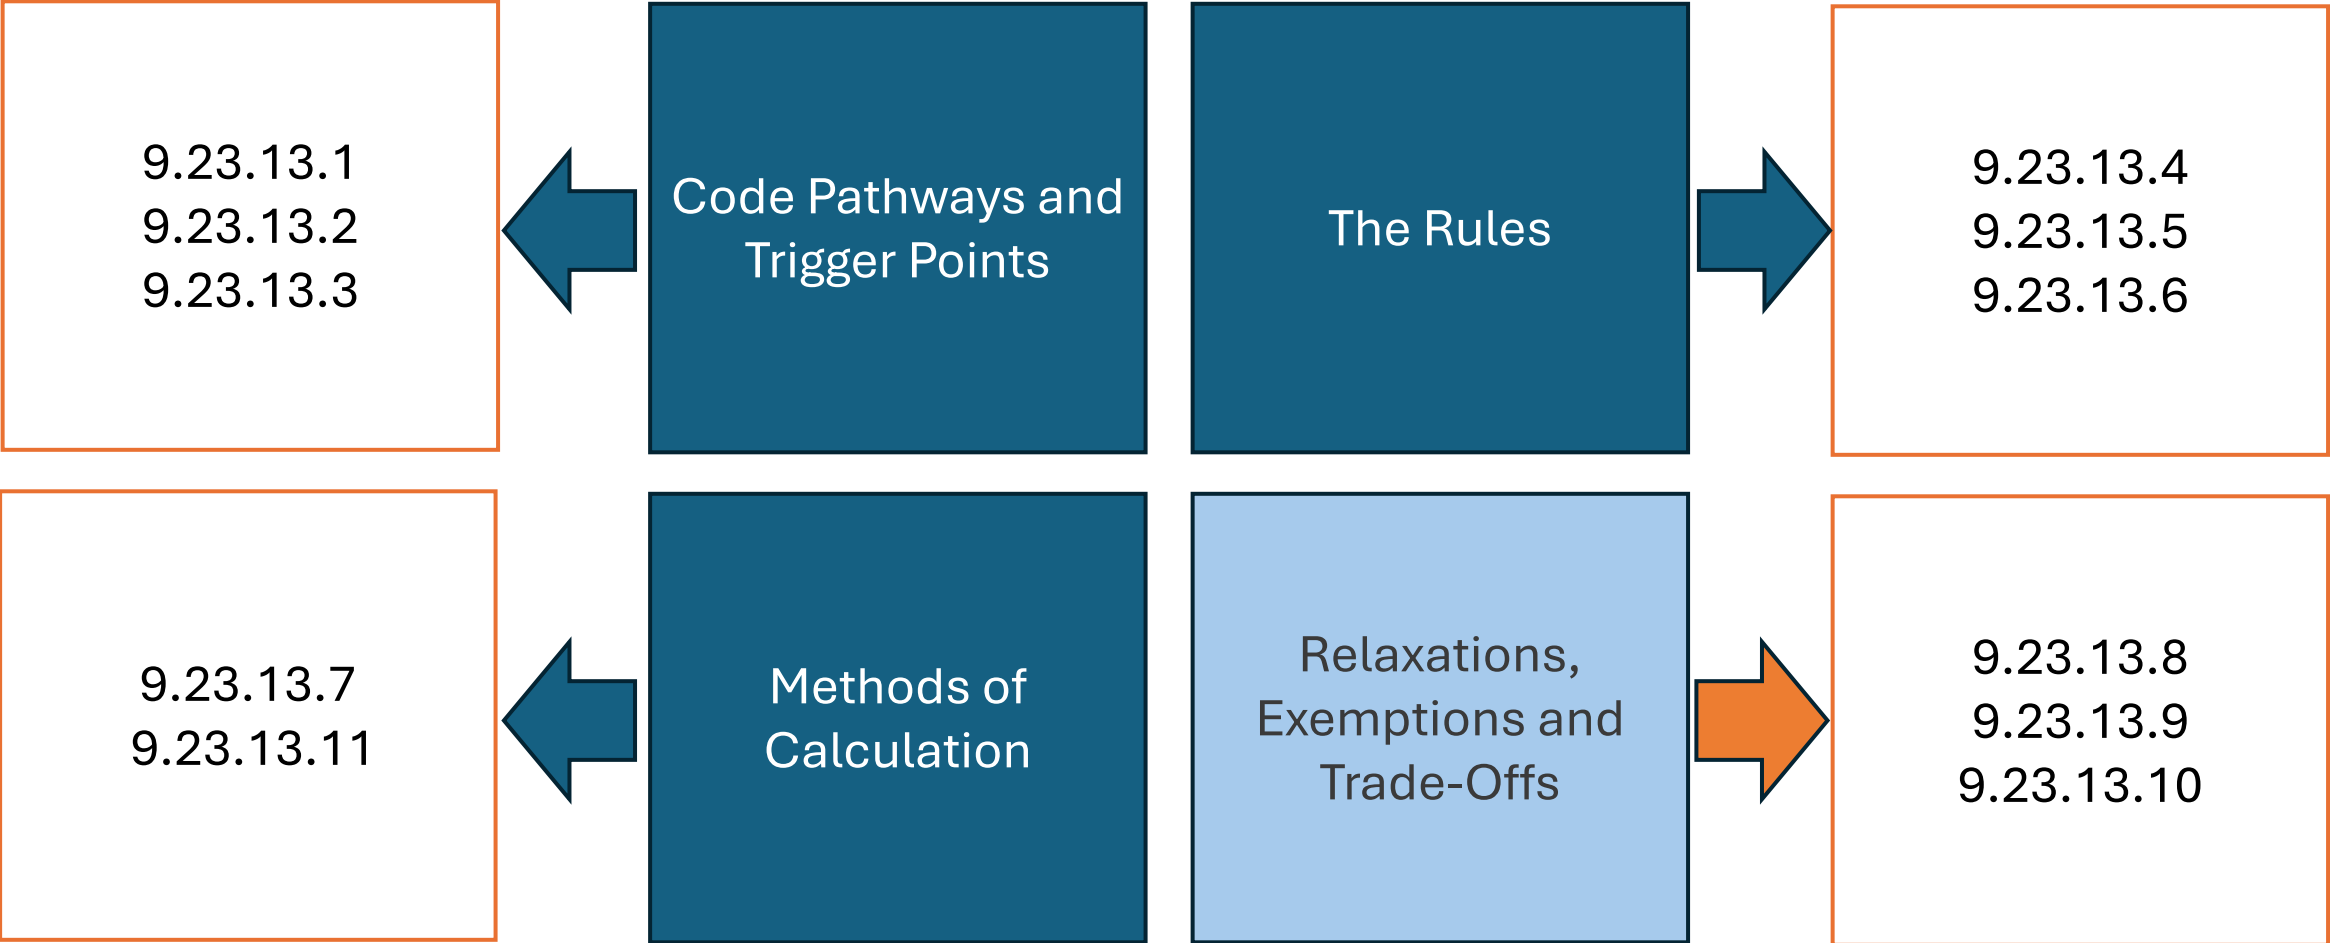 9.23.13.1
9.23.13.2
9.23.13.3
Code Pathways and
Trigger Points
The Rules
9.23.13.4
9.23.13.5
9.23.13.6
9.23.13.7
9.23.13.11
Methods of
Calculation
Relaxations,
Exemptions and
Trade-Offs
9.23.13.8
9.23.13.9
9.23.13.10